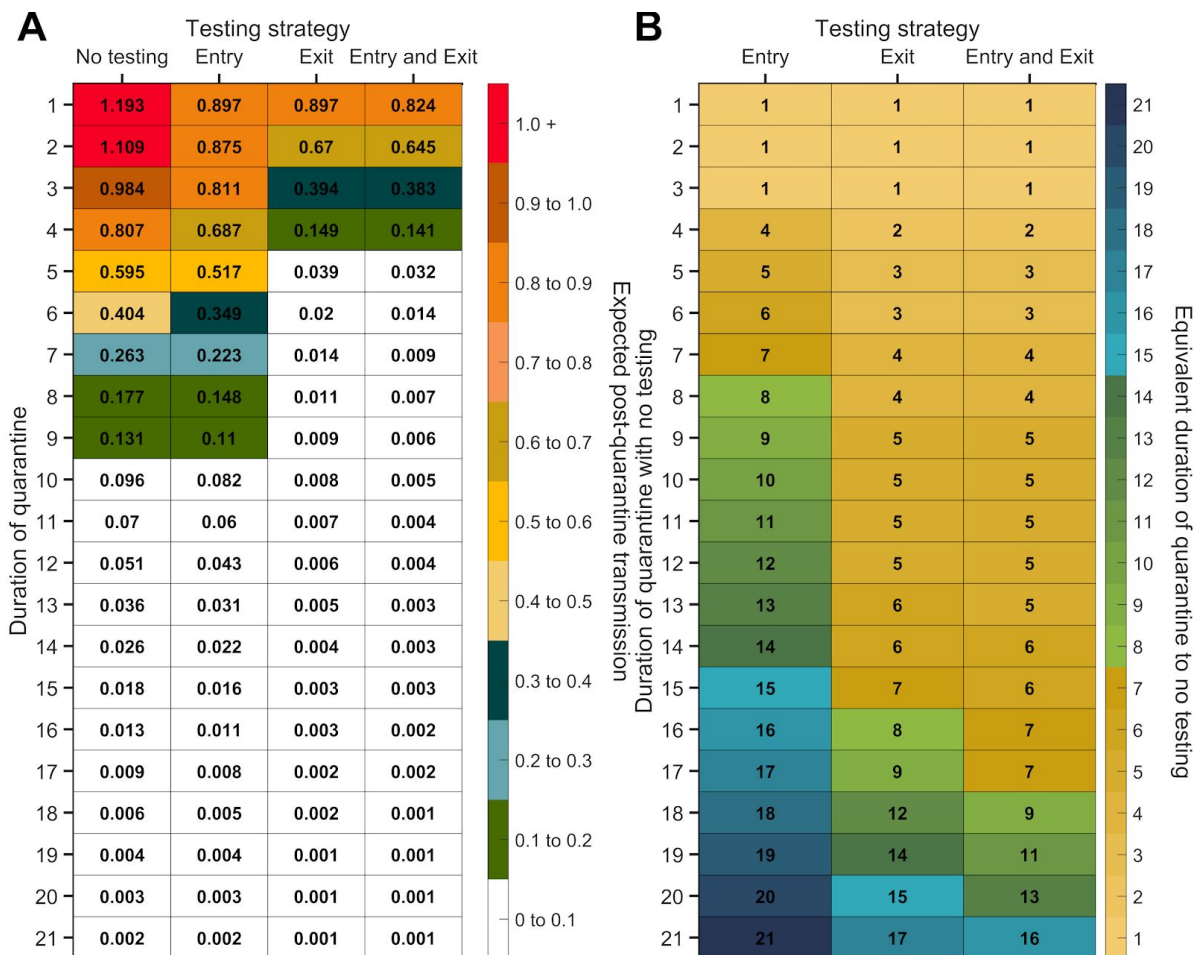 A
Testing strategy
No testing Entry Exit Entry and Exit
Duration of quarantine
1 1.193 0.897 0.897 0.824
2 1.109 0.875 0.67 0.645
3 0.984 0.811 0.394 0.383
4 0.807 0.687 0.149 0.141
5 0.595 0.517 0.039 0.032
6 0.404 0.349 0.02 0.014
7 0.263 0.223 0.014 0.009
8 0.177 0.148 0.011 0.007
9 0.131 0.11 0.009 0.006
10 0.096 0.082 0.008 0.005
11 0.07 0.06 0.007 0.004
12 0.051 0.043 0.006 0.004
13 0.036 0.031 0.005 0.003
14 0.026 0.022 0.004 0.003
15 0.018 0.016 0.003 0.003
16 0.013 0.011 0.003 0.002
17 0.009 0.008 0.002 0.002
18 0.006 0.005 0.002 0.001
19 0.004 0.004 0.001 0.001
20 0.003 0.003 0.001 0.001
21 0.002 0.002 0.001 0.001
1.0 +
0.9 to 1.0
0.8 to 0.9
0.7 to 0.8
0.6 to 0.7
0.5 to 0.6
0.4 to 0.5
0.3 to 0.4
0.2 to 0.3
0.1 to 0.2
0 to 0.1
Expected post-quarantine transmission
B
Testing strategy
Entry Exit Entry and Exit
Duration of quarantine with no testing
1 1 1 1
2 1 1 1
3 1 1 1
4 4 2 2
5 5 3 3
6 6 3 3
7 7 4 4
8 8 4 4
9 9 5 5
10 10 5 5
11 11 5 5
12 12 5 5
13 13 6 5
14 14 6 6
15 15 7 6
16 16 8 7
17 17 9 7
18 18 12 9
19 19 14 11
20 20 15 13
21 21 17 16
21
20
19
18
17
16
15
14
13
12
11
10
9
8
7
6
5
4
3
2
1
Equivalent duration of quarantine to no testing